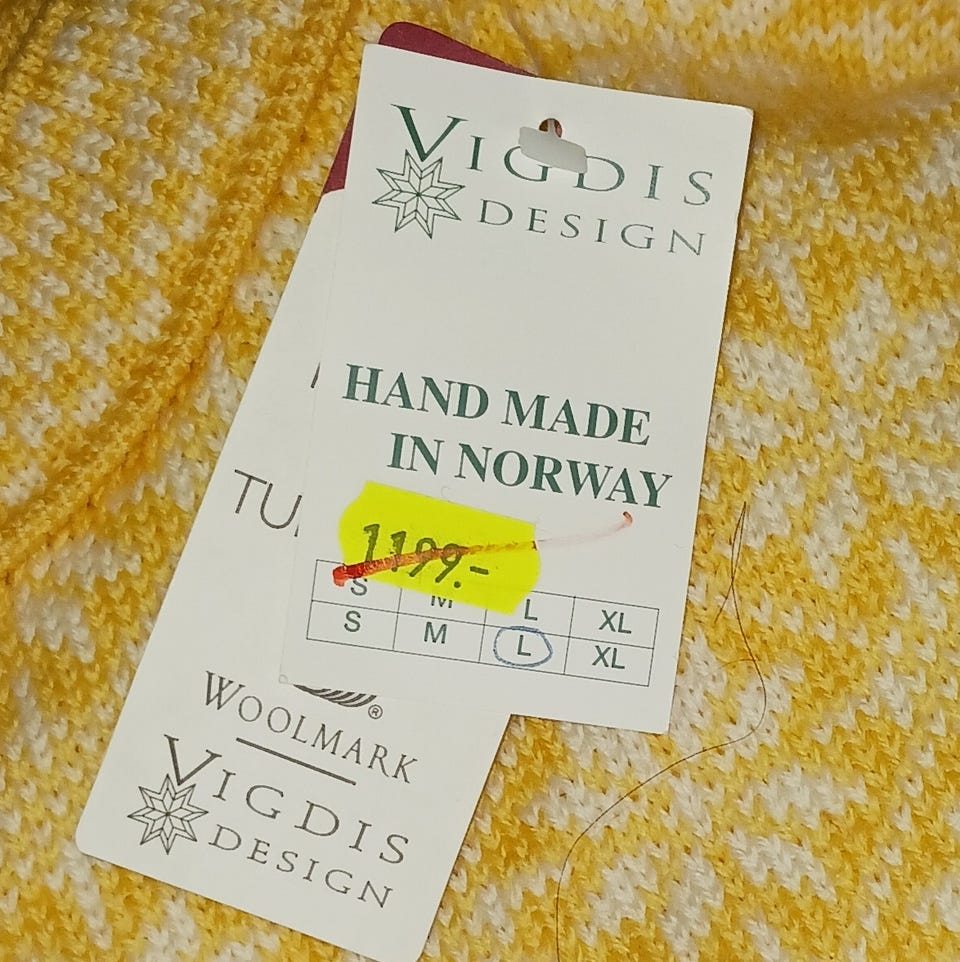 VIGDIS
DESIGN
HAND MADE
IN NORWAY
1199.-
S M L XL
S M L XL
TU
® WOOLMARK
VIGDIS
DESIGN